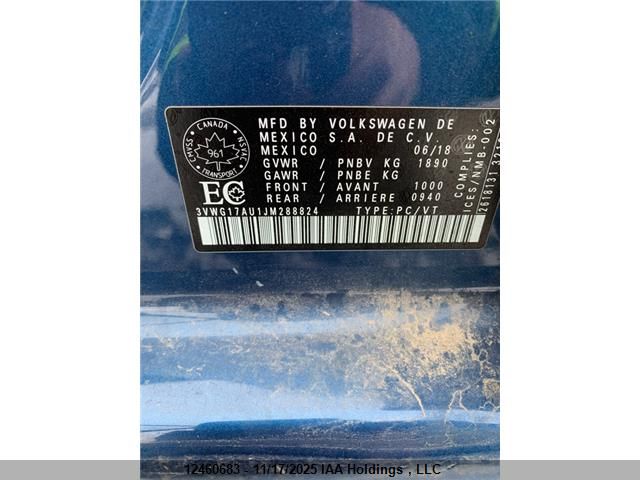 CANADA
CMVSS NSVAC
961
TRANSPORT
MFD BY VOLKSWAGEN DE
MEXICO S.A. DE C.V.
MEXICO 06/18
GVWR / PNBV KG 1890
GAWR / PNBE KG
FRONT / AVANT 1000
REAR / ARRIERE 0940
EC
3VWG17AU1JM288824 TYPE:PC/VT
COMPLIES:
ICES/NMB-002
2618131
12460683 - 11/17/2025 IAA Holdings , LLC